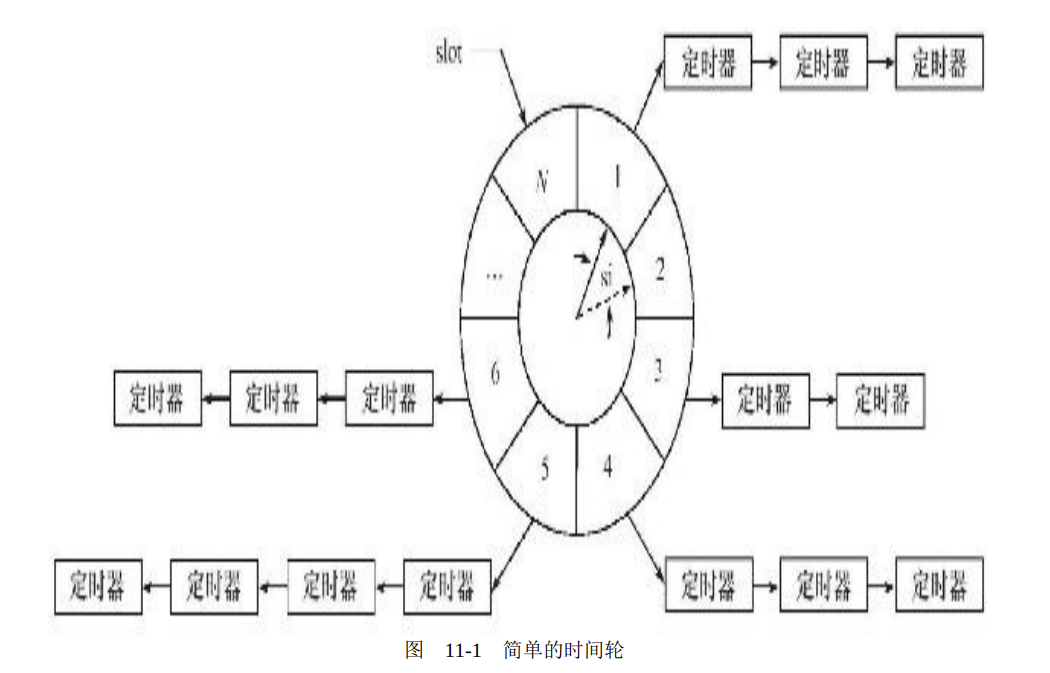 slot
定时器 定时器 定时器
N
1
...
si
2
6
3
定时器 定时器 定时器
定时器 定时器
5
4
定时器 定时器 定时器 定时器
定时器 定时器 定时器
图 11-1 简单的时间轮